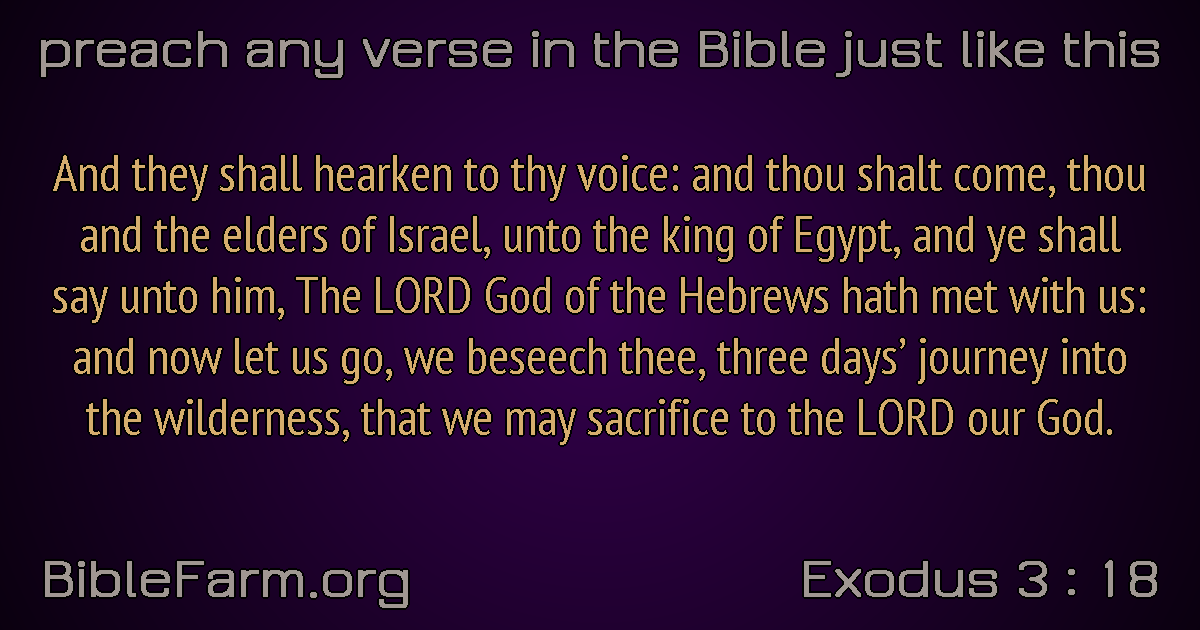 preach any verse in the Bible just like this
And they shall hearken to thy voice: and thou shalt come, thou
and the elders of Israel, unto the king of Egypt, and ye shall
say unto him, The LORD God of the Hebrews hath met with us:
and now let us go, we beseech thee, three days’ journey into
the wilderness, that we may sacrifice to the LORD our God.
BibleFarm.org
Exodus 3 : 18